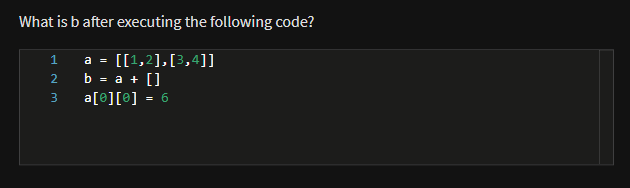 What is b after executing the following code?
1 a = [[1,2],[3,4]]
2 b = a + []
3 a[0][0] = 6